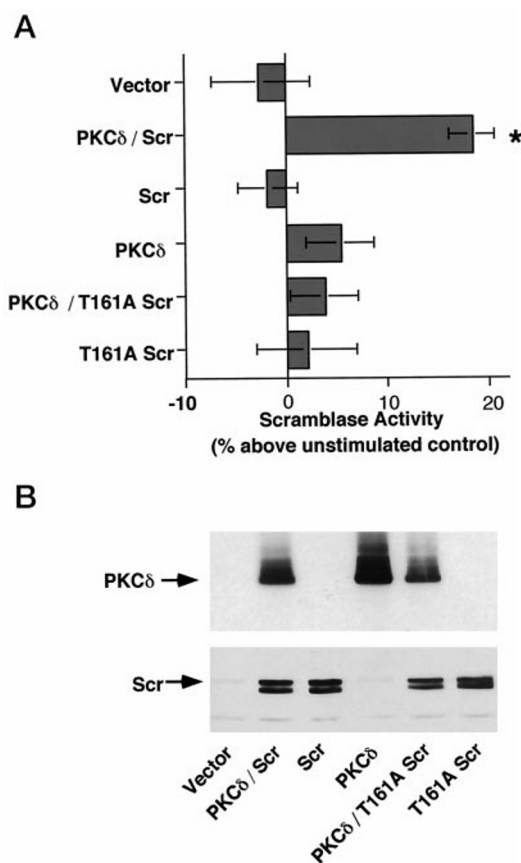 A
Vector
PKCδ / Scr
*
Scr
PKCδ
PKCδ / T161A Scr
T161A Scr
-10 0 10 20
Scramblase Activity
(% above unstimulated control)
B
PKCδ
Scr
Vector
PKCδ / Scr
Scr
PKCδ
PKCδ / T161A Scr
T161A Scr